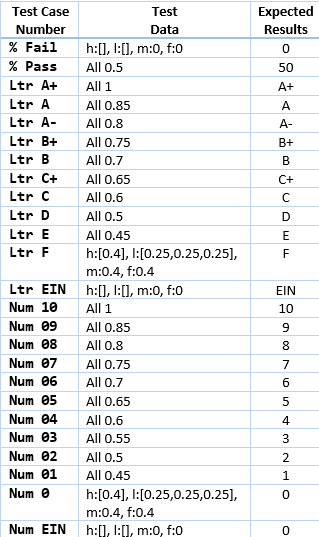 Test Case Test Expected
Number Data Results
% Fail h:[], l:[], m:0, f:0 0
% Pass All 0.5 50
Ltr A+ All 1 A+
Ltr A All 0.85 A
Ltr A- All 0.8 A-
Ltr B+ All 0.75 B+
Ltr B All 0.7 B
Ltr C+ All 0.65 C+
Ltr C All 0.6 C
Ltr D All 0.5 D
Ltr E All 0.45 E
Ltr F h:[0.4], l:[0.25,0.25,0.25], F
m:0.4, f:0.4
Ltr EIN h:[], l:[], m:0, f:0 EIN
Num 10 All 1 10
Num 09 All 0.85 9
Num 08 All 0.8 8
Num 07 All 0.75 7
Num 06 All 0.7 6
Num 05 All 0.65 5
Num 04 All 0.6 4
Num 03 All 0.55 3
Num 02 All 0.5 2
Num 01 All 0.45 1
Num 0 h:[0.4], l:[0.25,0.25,0.25], 0
m:0.4, f:0.4
Num EIN h:[], l:[], m:0, f:0 0